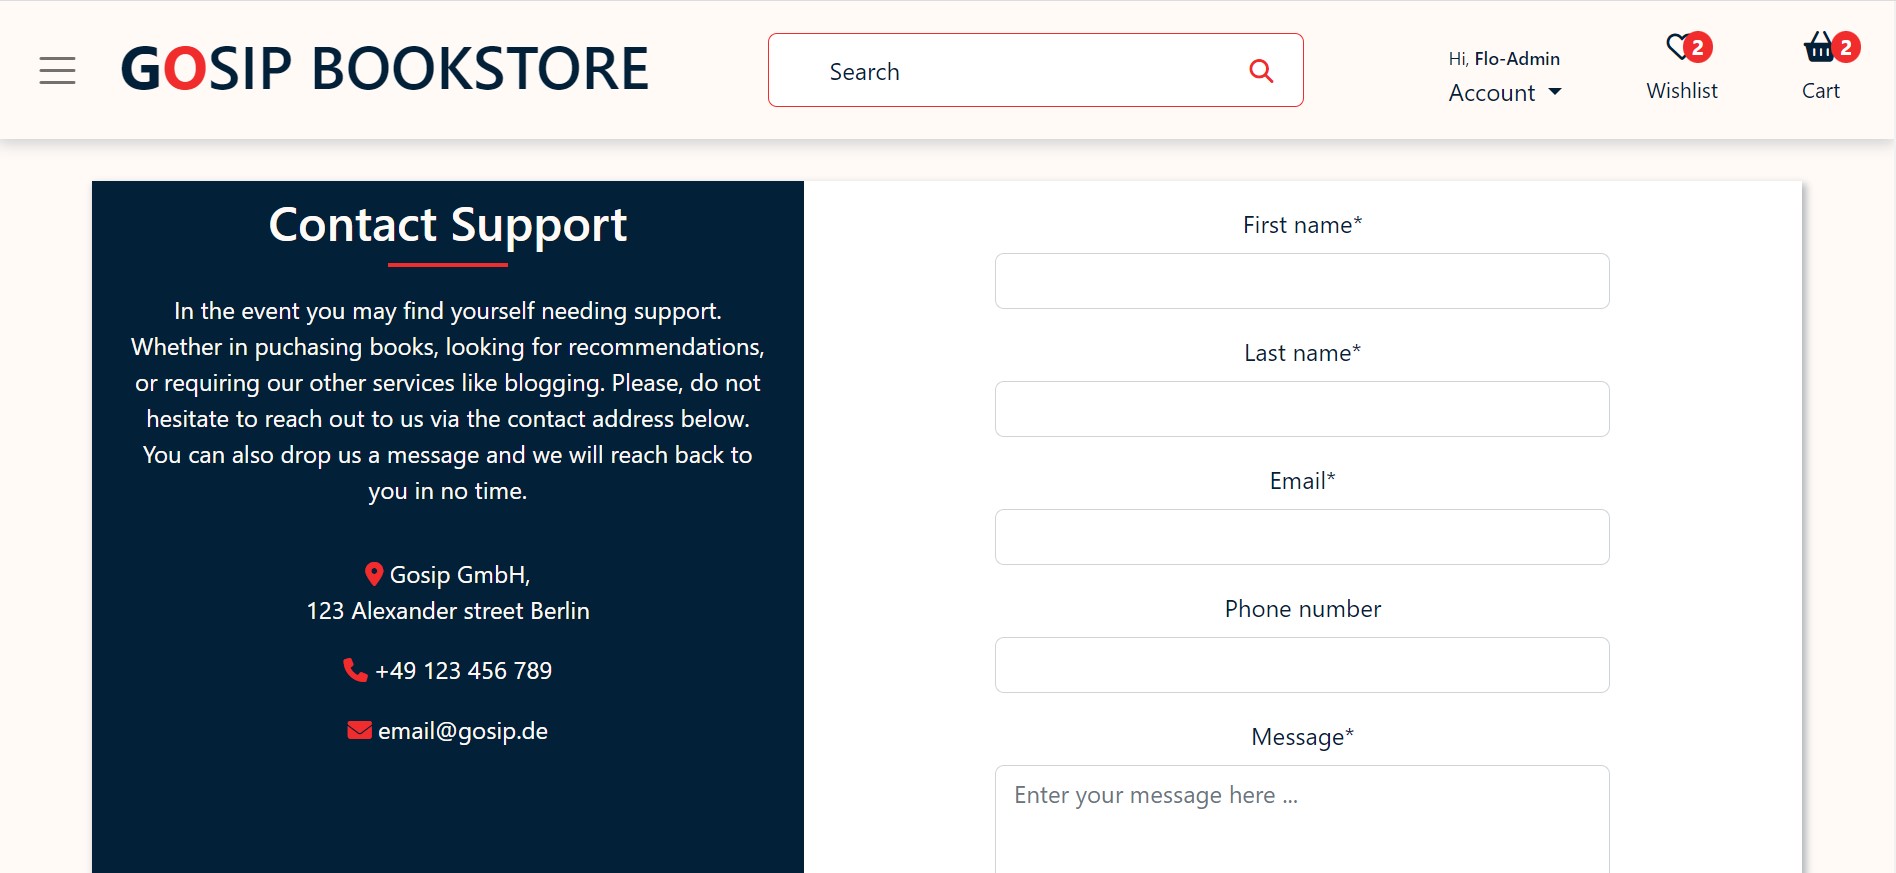 GOSIP BOOKSTORE
Search
Hi, Flo-Admin
Account
2
Wishlist
2
Cart
Contact Support
In the event you may find yourself needing support.
Whether in puchasing books, looking for recommendations,
or requiring our other services like blogging. Please, do not
hesitate to reach out to us via the contact address below.
You can also drop us a message and we will reach back to
you in no time.
Gosip GmbH,
123 Alexander street Berlin
+49 123 456 789
email@gosip.de
First name*
Last name*
Email*
Phone number
Message*
Enter your message here ...